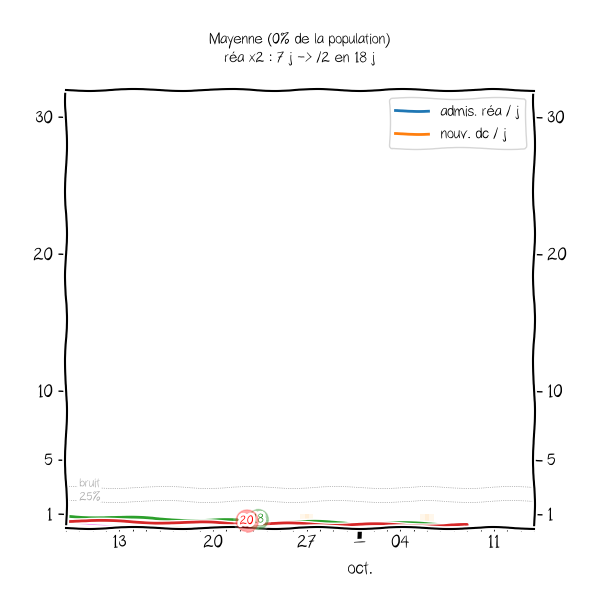 Mayenne (0% de la population)
réa x2 : 7 j -> /2 en 18 j
admis. réa / j
nouv. dc / j
30 30
20 20
10 10
5 5
bruit
25%
1 1
20
13 20 27 04 11
oct.